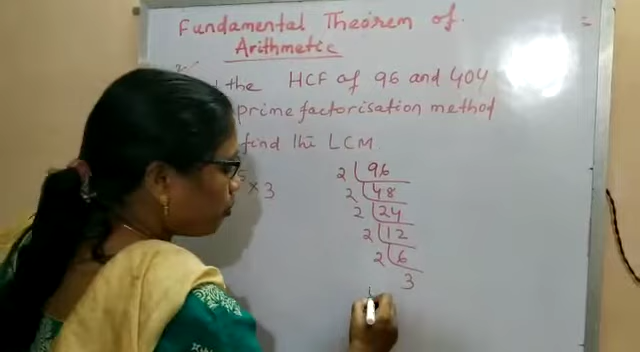 Fundamental Theorem of
Arithmetic
the HCF of 96 and 404
prime factorisation method
find the LCM
5 × 3
2 | 96
2 | 48
2 | 24
2 | 12
2 | 6
3